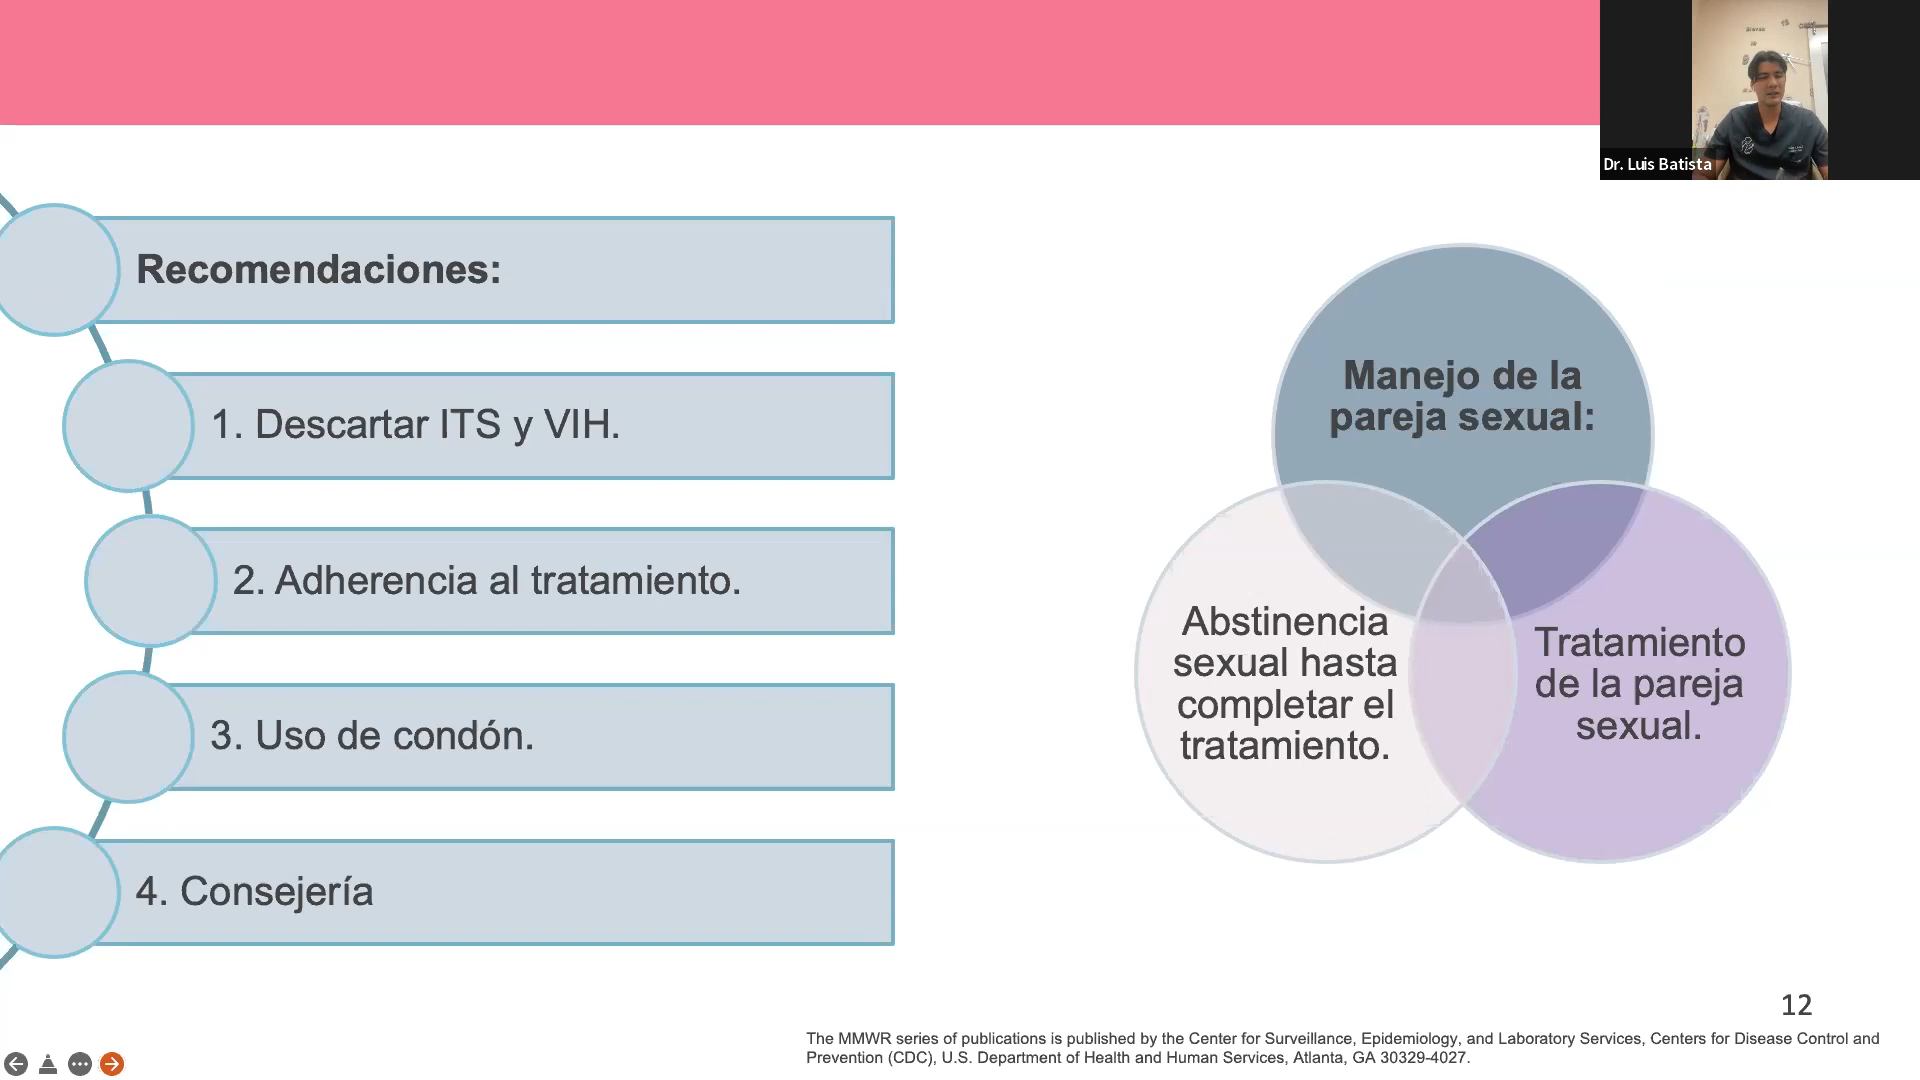 Dr. Luis Batista
Recomendaciones:
1. Descartar ITS y VIH.
2. Adherencia al tratamiento.
3. Uso de condón.
4. Consejería
Manejo de la
pareja sexual:
Abstinencia
sexual hasta
completar el
tratamiento.
Tratamiento
de la pareja
sexual.
12
The MMWR series of publications is published by the Center for Surveillance, Epidemiology, and Laboratory Services, Centers for Disease Control and
Prevention (CDC), U.S. Department of Health and Human Services, Atlanta, GA 30329-4027.